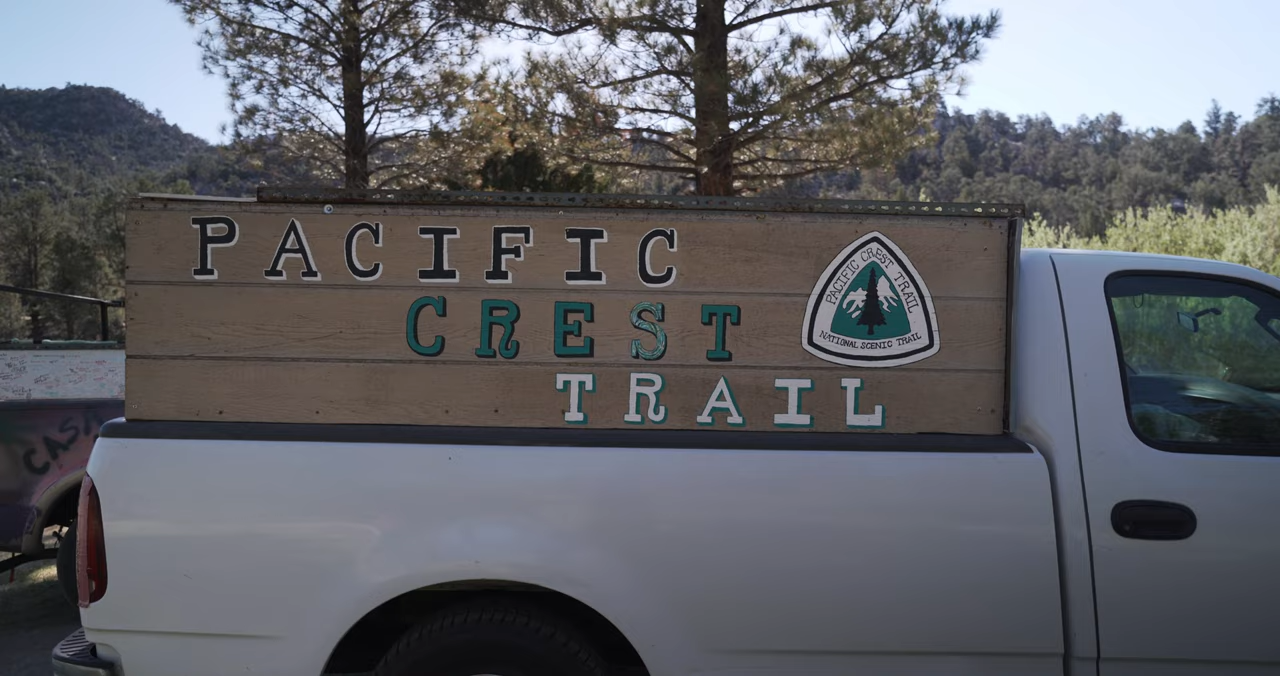 PACIFIC
CREST
TRAIL
PACIFIC CREST TRAIL
NATIONAL SCENIC TRAIL